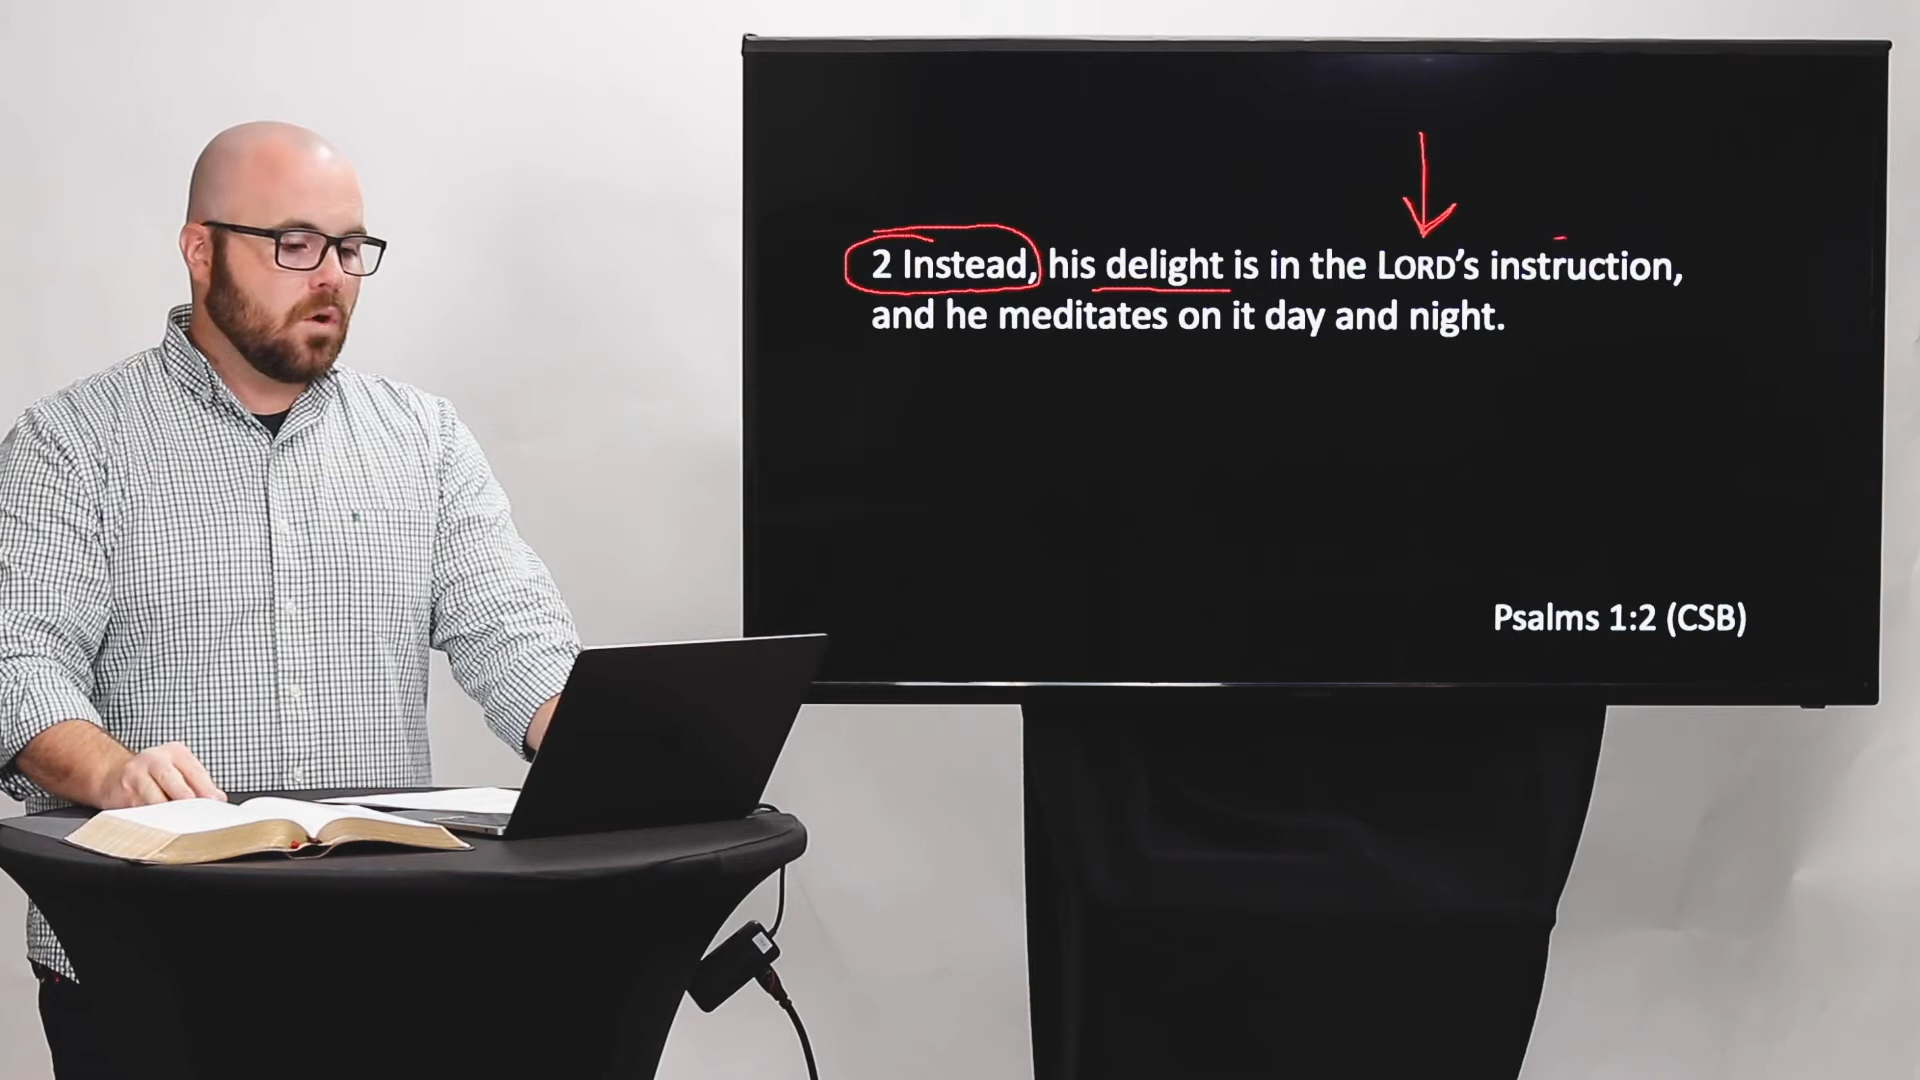 2 Instead, his delight is in the LORD's instruction,
and he meditates on it day and night.
Psalms 1:2 (CSB)